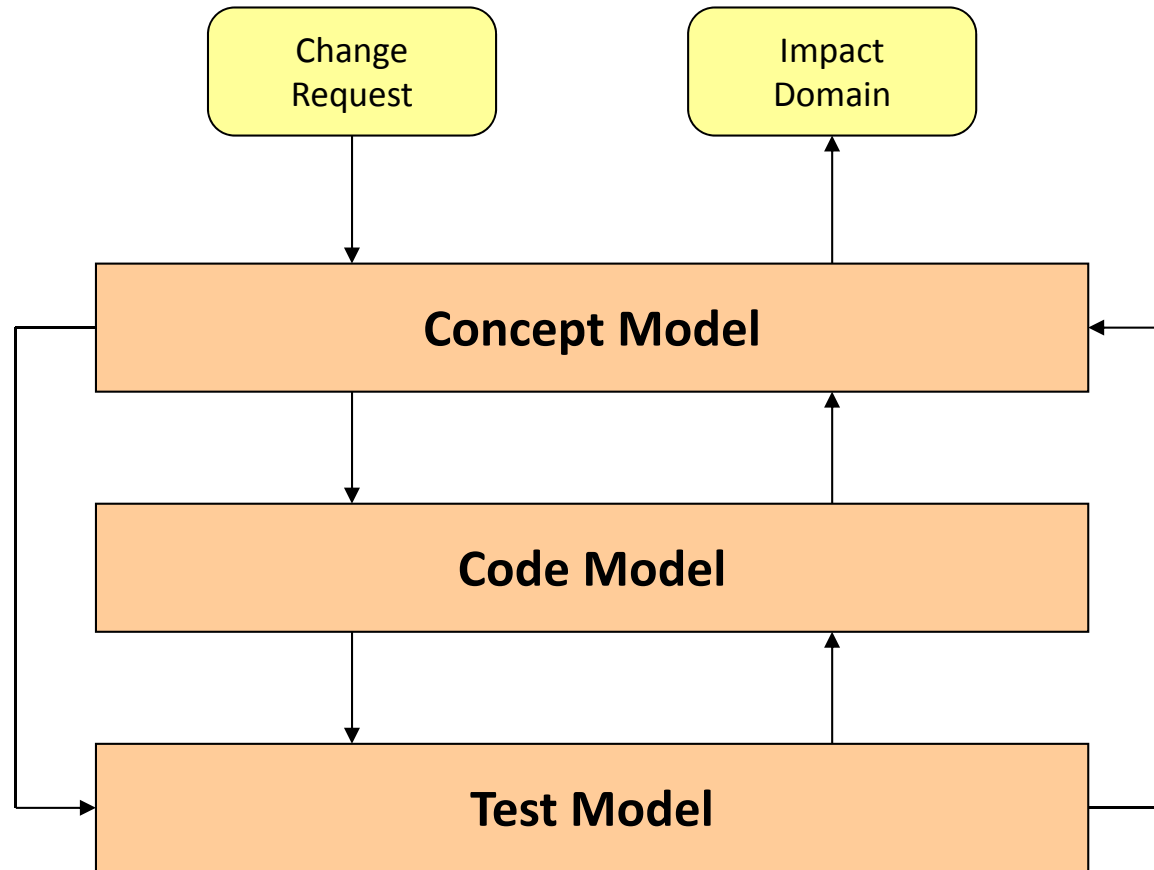 Change
Request
Impact
Domain
Concept Model
Code Model
Test Model